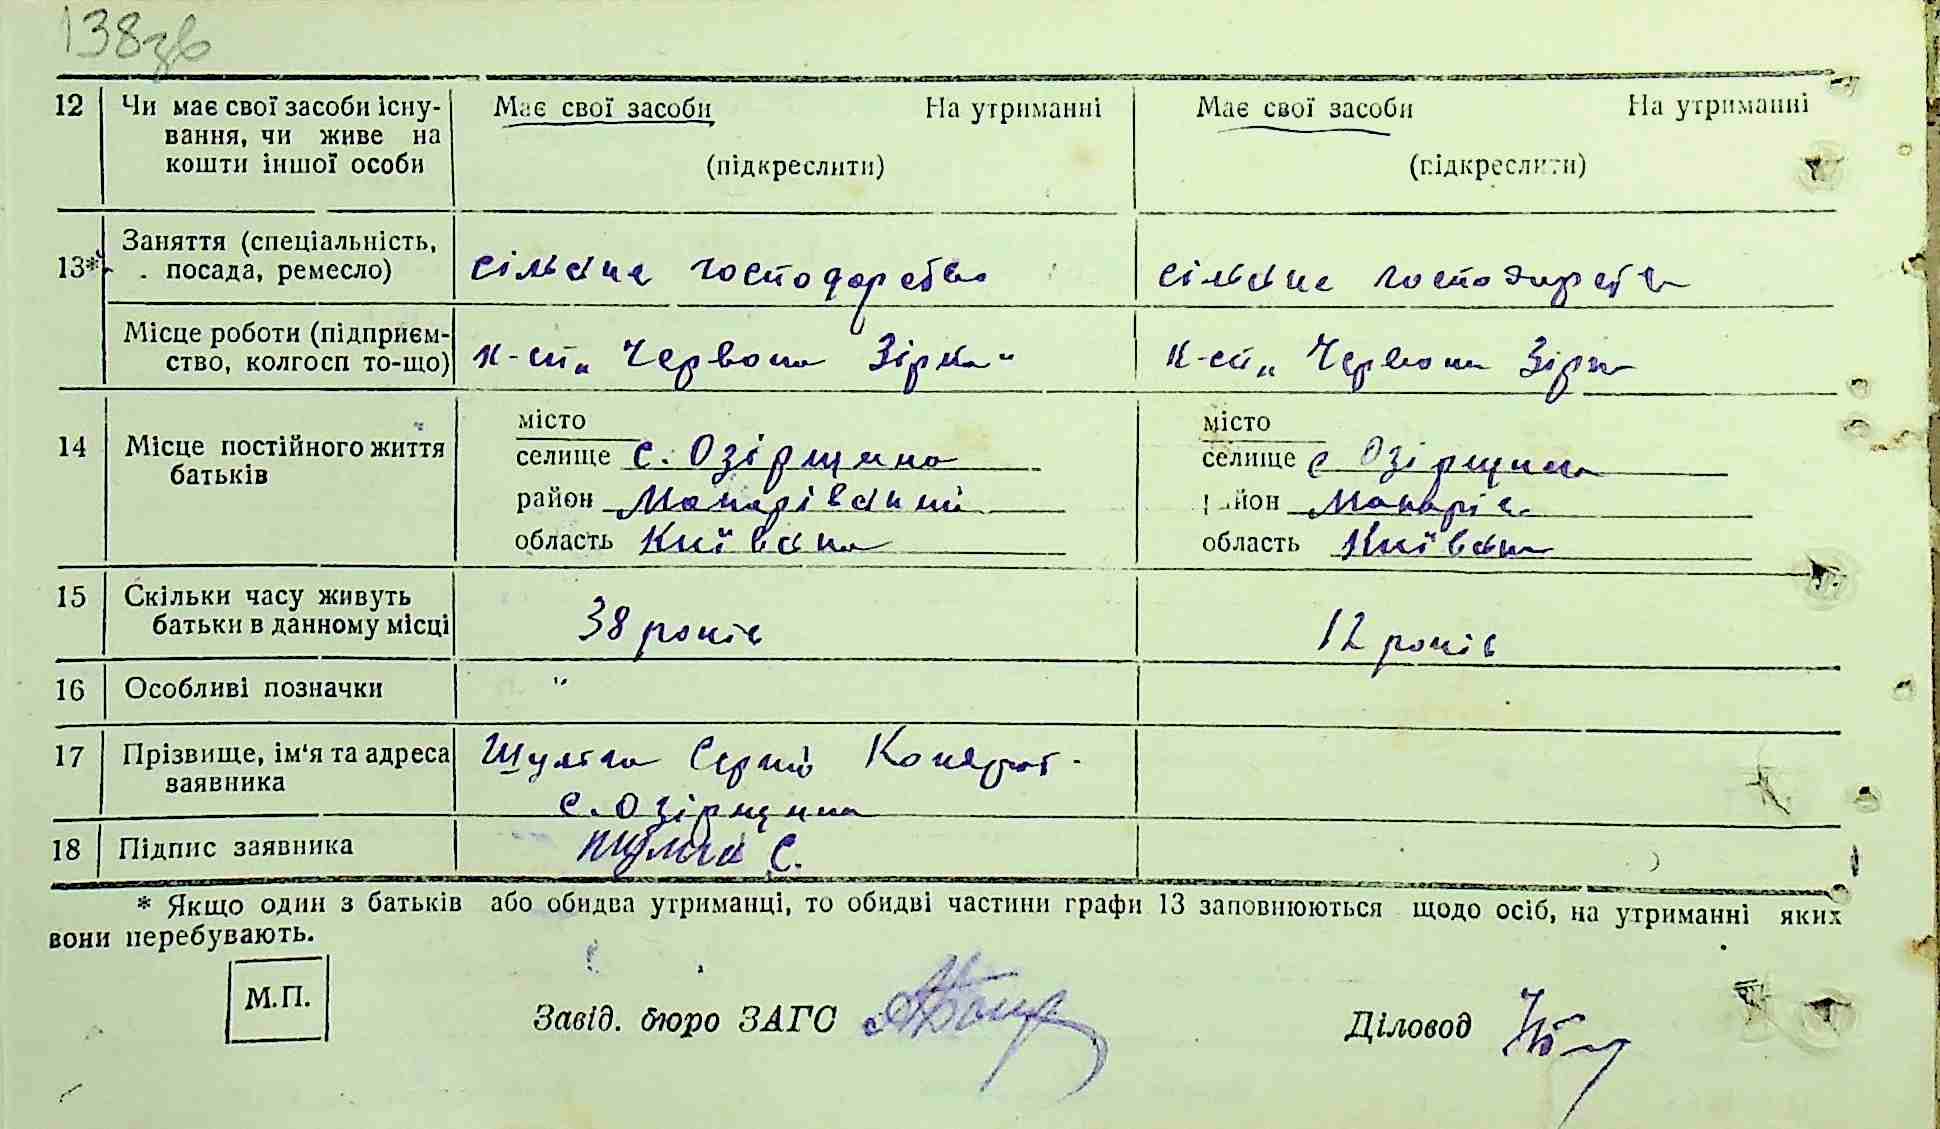 138зв
12 Чи має свої засоби існу- Має свої засоби На утриманні Має свої засоби На утриманні
вання, чи живе на
кошти іншої особи (підкреслити) (підкреслити)
Заняття (спеціальність,
13* посада, ремесло) сільське господарство сільське господарство
Місце роботи (підприєм-
ство, колгосп то-що) к-сп „Червона Зірка" к-сп „Червона Зірка
місто місто
14 Місце постійного життя селище с. Озірщина селище с Озірщина
батьків район Макарівський район Макарів
область Київська область Київська
15 Скільки часу живуть
батьки в данному місці 38 років 12 років
16 Особливі позначки "
17 Прізвище, ім'я та адреса Шульга Сергій Кондрат-
заявника с. Озірщина
18 Підпис заявника Шульга С.
* Якщо один з батьків або обидва утриманці, то обидві частини графи 13 заповнюються щодо осіб, на утриманні яких
вони перебувають.
М.П. Завід. бюро ЗАГС Діловод